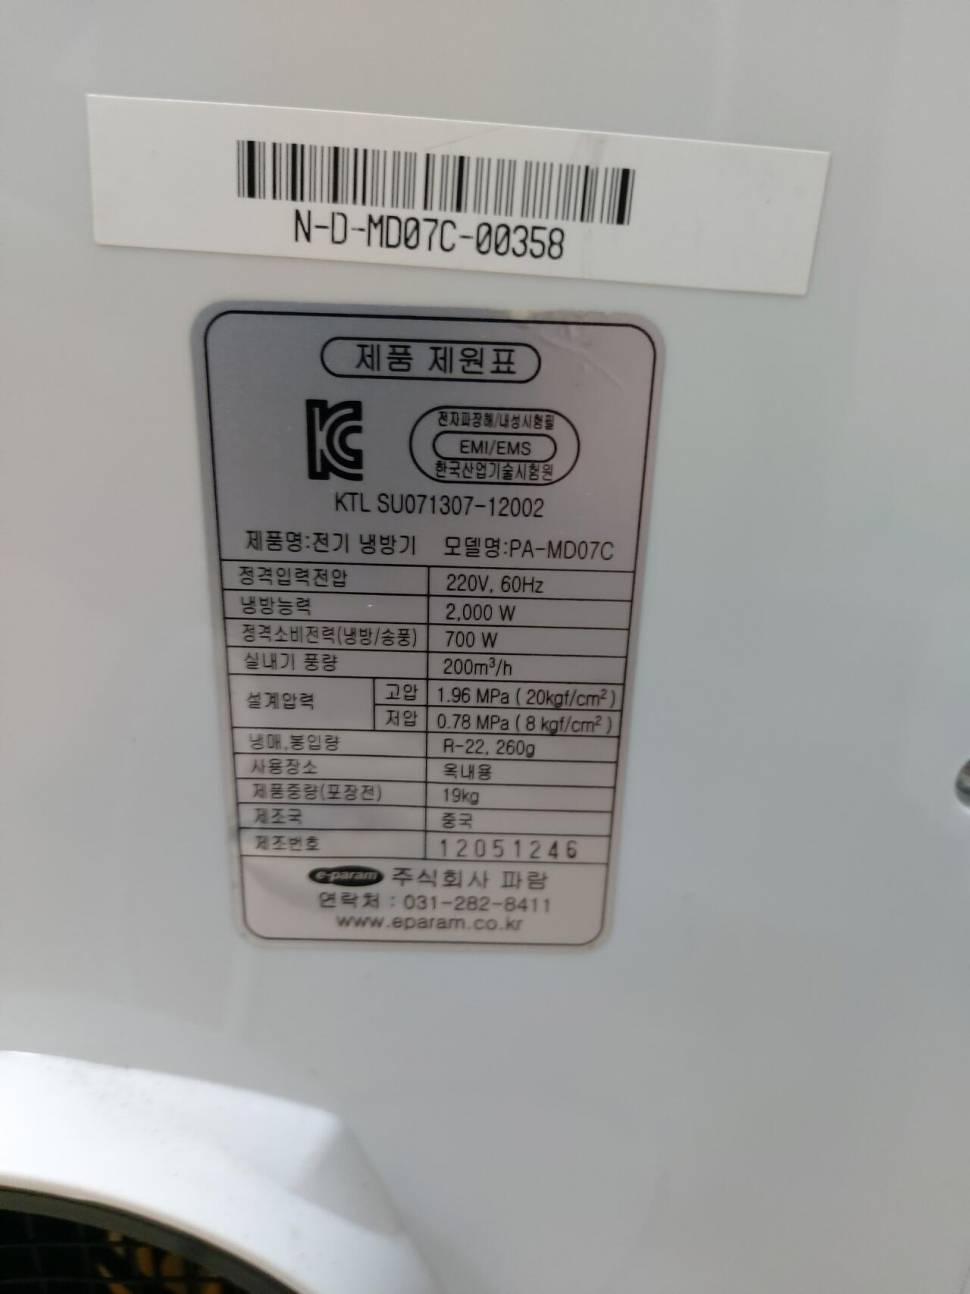 N-D-MD07C-00358
제품 제원표
전자파장해/내성시험필
EMI/EMS
한국산업기술시험원
KTL SU071307-12002
제품명:전기 냉방기 모델명:PA-MD07C
정격입력전압 220V, 60Hz
냉방능력 2,000 W
정격소비전력(냉방/송풍) 700 W
실내기 풍량 200m³/h
설계압력 고압 1.96 MPa ( 20kgf/cm² )
저압 0.78 MPa ( 8 kgf/cm² )
냉매,봉입량 R-22, 260g
사용장소 옥내용
제품중량(포장전) 19kg
제조국 중국
제조번호 12051246
e-param 주식회사 파람
연락처 : 031-282-8411
www.eparam.co.kr